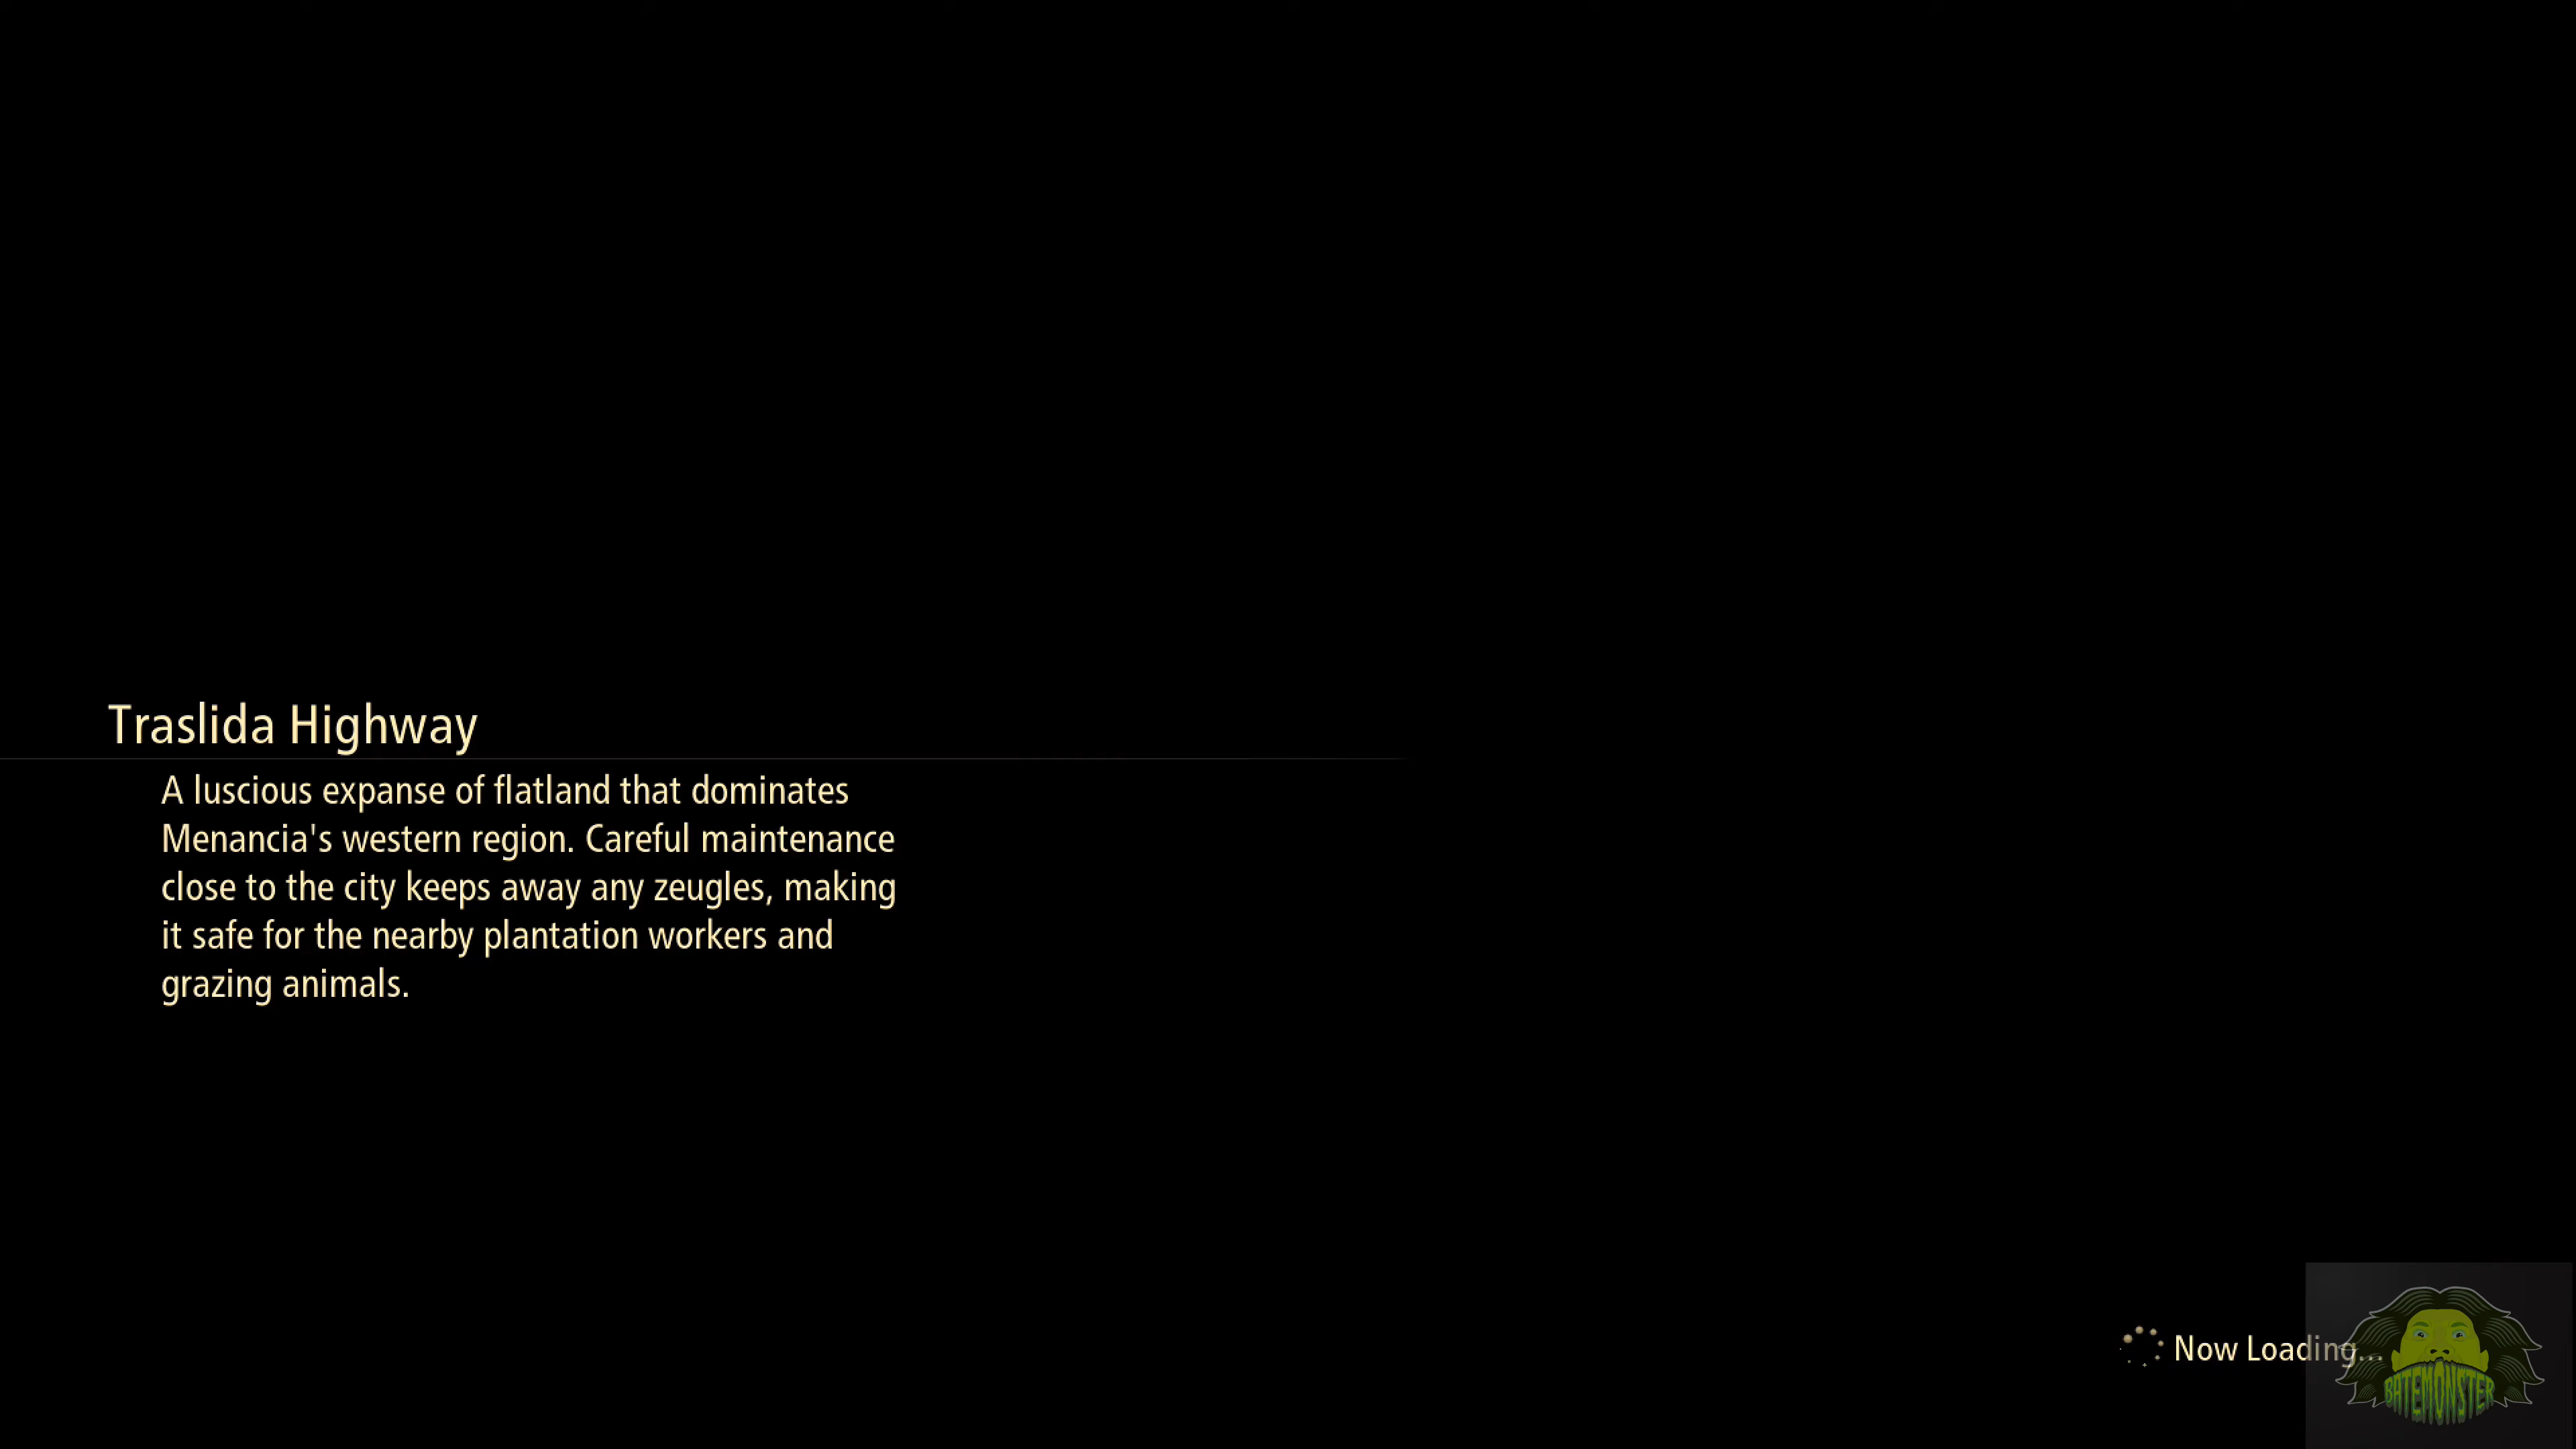 Traslida Highway
A luscious expanse of flatland that dominates
Menancia's western region. Careful maintenance
close to the city keeps away any zeugles, making
it safe for the nearby plantation workers and
grazing animals.
Now Loading...
BATEMONSTER